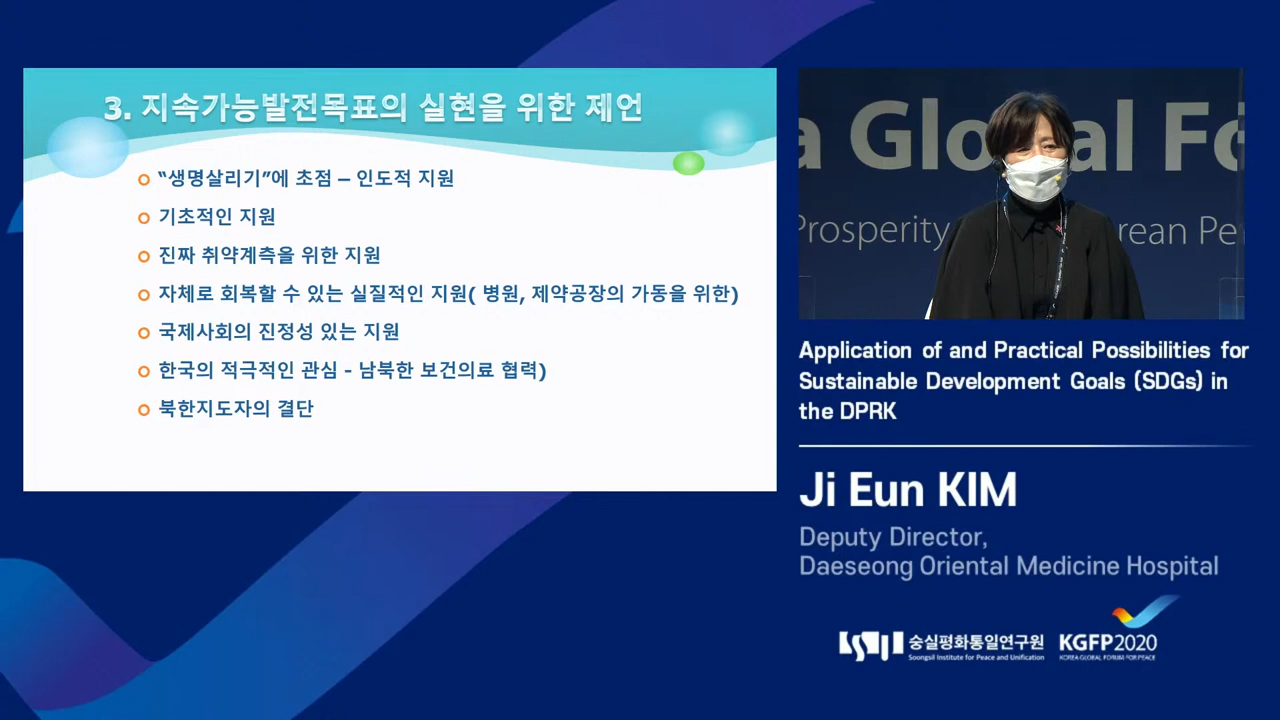 3. 지속가능발전목표의 실현을 위한 제언
“생명살리기”에 초점 – 인도적 지원
기초적인 지원
진짜 취약계측을 위한 지원
자체로 회복할 수 있는 실질적인 지원( 병원, 제약공장의 가동을 위한)
국제사회의 진정성 있는 지원
한국의 적극적인 관심 - 남북한 보건의료 협력)
북한지도자의 결단
a Global Fo
Prosperity rean Pe
Application of and Practical Possibilities for
Sustainable Development Goals (SDGs) in
the DPRK
Ji Eun KIM
Deputy Director,
Daeseong Oriental Medicine Hospital
숭실평화통일연구원
Soongsil Institute for Peace and Unification
KGFP2020
KOREA GLOBAL FORUM FOR PEACE